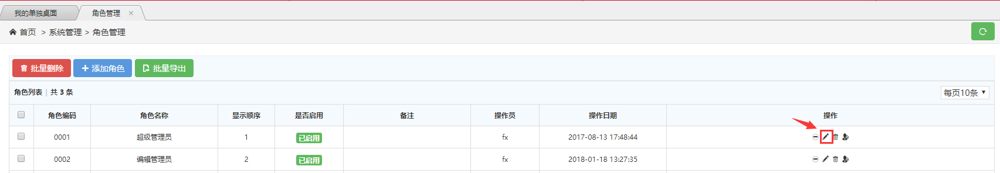 我的单独桌面 角色管理 ×
首页 > 系统管理 > 角色管理
批量删除 添加角色 批量导出
角色列表 | 共 3 条 每页10条
角色编码 角色名称 显示顺序 是否启用 备注 操作员 操作日期 操作
0001 超级管理员 1 已启用 fx 2017-08-13 17:48:44
0002 编辑管理员 2 已启用 fx 2018-01-18 13:27:35